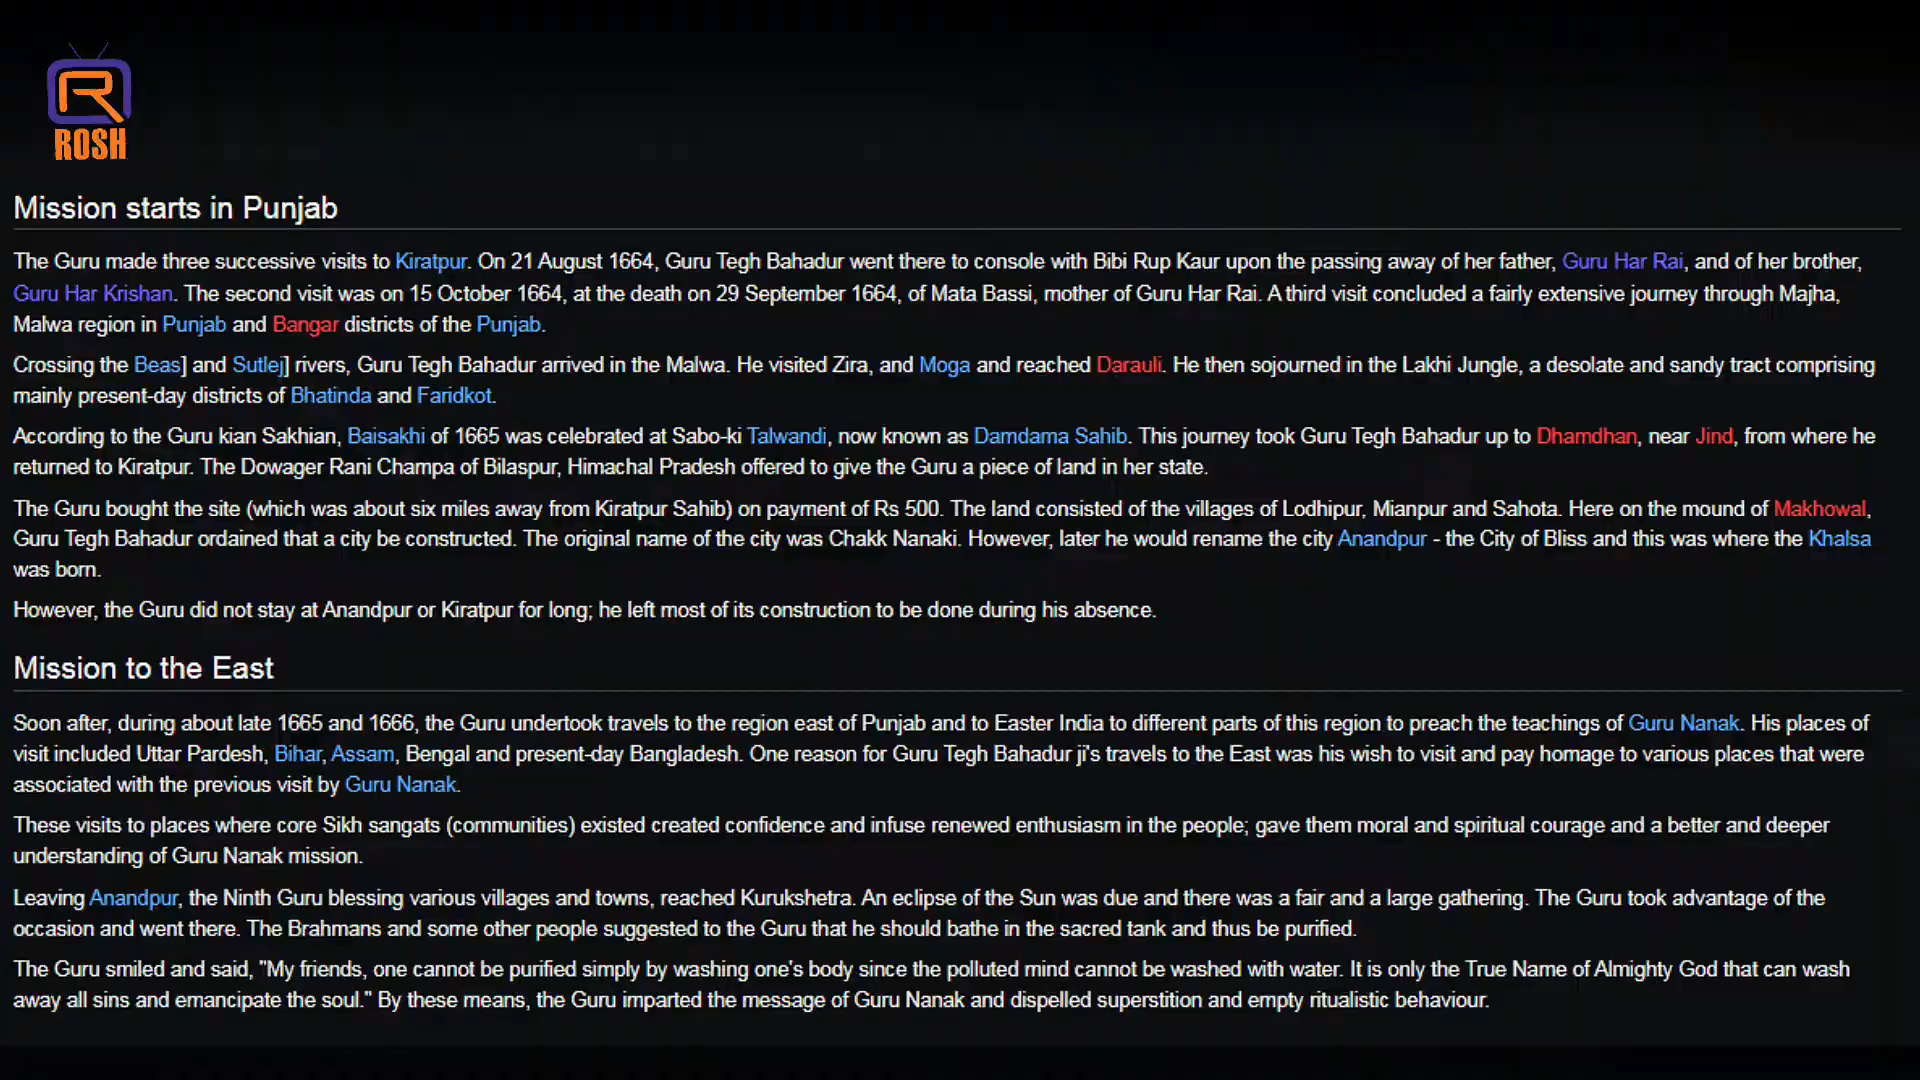 ROSH
Mission starts in Punjab
The Guru made three successive visits to Kiratpur. On 21 August 1664, Guru Tegh Bahadur went there to console with Bibi Rup Kaur upon the passing away of her father, Guru Har Rai, and of her brother,
Guru Har Krishan. The second visit was on 15 October 1664, at the death on 29 September 1664, of Mata Bassi, mother of Guru Har Rai. A third visit concluded a fairly extensive journey through Majha,
Malwa region in Punjab and Bangar districts of the Punjab.
Crossing the Beas] and Sutlej] rivers, Guru Tegh Bahadur arrived in the Malwa. He visited Zira, and Moga and reached Darauli. He then sojourned in the Lakhi Jungle, a desolate and sandy tract comprising
mainly present-day districts of Bhatinda and Faridkot.
According to the Guru kian Sakhian, Baisakhi of 1665 was celebrated at Sabo-ki Talwandi, now known as Damdama Sahib. This journey took Guru Tegh Bahadur up to Dhamdhan, near Jind, from where he
returned to Kiratpur. The Dowager Rani Champa of Bilaspur, Himachal Pradesh offered to give the Guru a piece of land in her state.
The Guru bought the site (which was about six miles away from Kiratpur Sahib) on payment of Rs 500. The land consisted of the villages of Lodhipur, Mianpur and Sahota. Here on the mound of Makhowal,
Guru Tegh Bahadur ordained that a city be constructed. The original name of the city was Chakk Nanaki. However, later he would rename the city Anandpur - the City of Bliss and this was where the Khalsa
was born.
However, the Guru did not stay at Anandpur or Kiratpur for long; he left most of its construction to be done during his absence.
Mission to the East
Soon after, during about late 1665 and 1666, the Guru undertook travels to the region east of Punjab and to Easter India to different parts of this region to preach the teachings of Guru Nanak. His places of
visit included Uttar Pardesh, Bihar, Assam, Bengal and present-day Bangladesh. One reason for Guru Tegh Bahadur ji's travels to the East was his wish to visit and pay homage to various places that were
associated with the previous visit by Guru Nanak.
These visits to places where core Sikh sangats (communities) existed created confidence and infuse renewed enthusiasm in the people; gave them moral and spiritual courage and a better and deeper
understanding of Guru Nanak mission.
Leaving Anandpur, the Ninth Guru blessing various villages and towns, reached Kurukshetra. An eclipse of the Sun was due and there was a fair and a large gathering. The Guru took advantage of the
occasion and went there. The Brahmans and some other people suggested to the Guru that he should bathe in the sacred tank and thus be purified.
The Guru smiled and said, "My friends, one cannot be purified simply by washing one's body since the polluted mind cannot be washed with water. It is only the True Name of Almighty God that can wash
away all sins and emancipate the soul." By these means, the Guru imparted the message of Guru Nanak and dispelled superstition and empty ritualistic behaviour.